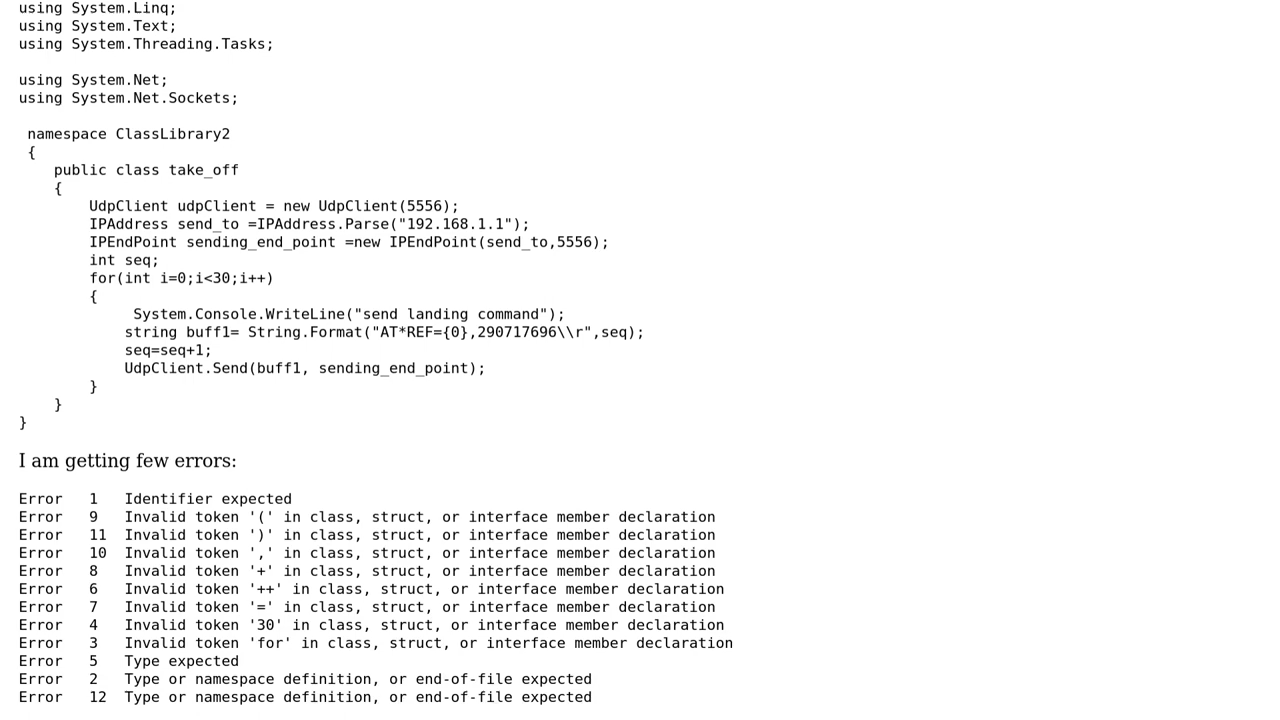 using System.Linq;
using System.Text;
using System.Threading.Tasks;

using System.Net;
using System.Net.Sockets;

 namespace ClassLibrary2
 {
    public class take_off
    {
        UdpClient udpClient = new UdpClient(5556);
        IPAddress send_to =IPAddress.Parse("192.168.1.1");
        IPEndPoint sending_end_point =new IPEndPoint(send_to,5556);
        int seq;
        for(int i=0;i<30;i++)
        {
             System.Console.WriteLine("send landing command");
            string buff1= String.Format("AT*REF={0},290717696\\r",seq);
            seq=seq+1;
            UdpClient.Send(buff1, sending_end_point);
        }
    }
}

I am getting few errors:

Error   1   Identifier expected
Error   9   Invalid token '(' in class, struct, or interface member declaration
Error   11  Invalid token ')' in class, struct, or interface member declaration
Error   10  Invalid token ',' in class, struct, or interface member declaration
Error   8   Invalid token '+' in class, struct, or interface member declaration
Error   6   Invalid token '++' in class, struct, or interface member declaration
Error   7   Invalid token '=' in class, struct, or interface member declaration
Error   4   Invalid token '30' in class, struct, or interface member declaration
Error   3   Invalid token 'for' in class, struct, or interface member declaration
Error   5   Type expected
Error   2   Type or namespace definition, or end-of-file expected
Error   12  Type or namespace definition, or end-of-file expected